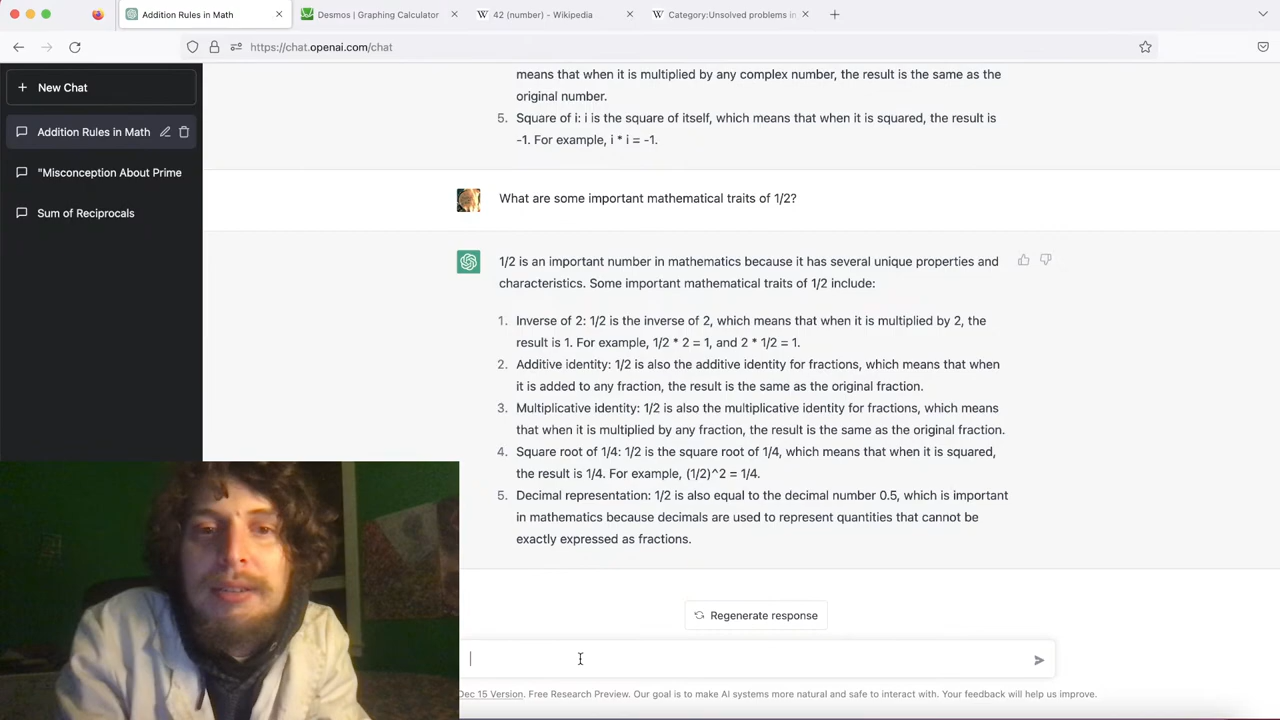 Addition Rules in Math
Desmos | Graphing Calculator
42 (number) - Wikipedia
Category:Unsolved problems in
https://chat.openai.com/chat
New Chat
Addition Rules in Math
"Misconception About Prime
Sum of Reciprocals
means that when it is multiplied by any complex number, the result is the same as the
original number.
5. Square of i: i is the square of itself, which means that when it is squared, the result is
-1. For example, i * i = -1.
What are some important mathematical traits of 1/2?
1/2 is an important number in mathematics because it has several unique properties and
characteristics. Some important mathematical traits of 1/2 include:
1. Inverse of 2: 1/2 is the inverse of 2, which means that when it is multiplied by 2, the
result is 1. For example, 1/2 * 2 = 1, and 2 * 1/2 = 1.
2. Additive identity: 1/2 is also the additive identity for fractions, which means that when
it is added to any fraction, the result is the same as the original fraction.
3. Multiplicative identity: 1/2 is also the multiplicative identity for fractions, which means
that when it is multiplied by any fraction, the result is the same as the original fraction.
4. Square root of 1/4: 1/2 is the square root of 1/4, which means that when it is squared,
the result is 1/4. For example, (1/2)^2 = 1/4.
5. Decimal representation: 1/2 is also equal to the decimal number 0.5, which is important
in mathematics because decimals are used to represent quantities that cannot be
exactly expressed as fractions.
Regenerate response
Dec 15 Version. Free Research Preview. Our goal is to make AI systems more natural and safe to interact with. Your feedback will help us improve.